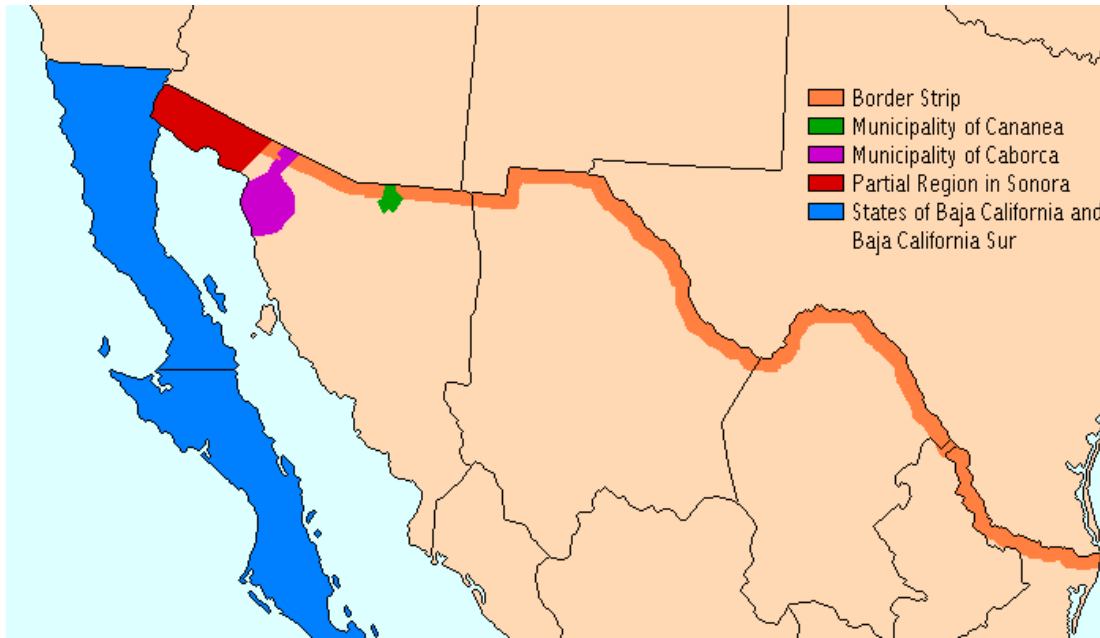 Border Strip
Municipality of Cananea
Municipality of Caborca
Partial Region in Sonora
States of Baja California and
Baja California Sur